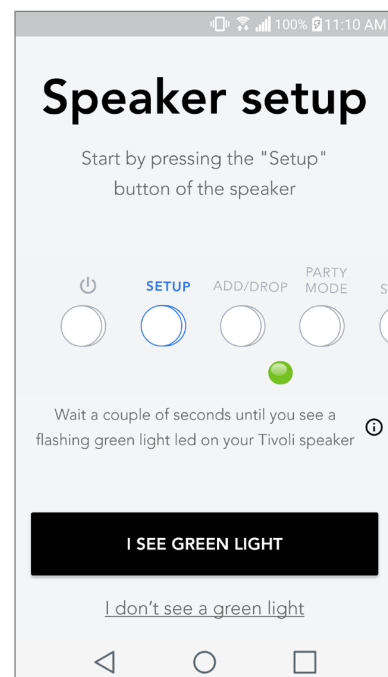 100% 11:10 AM
Speaker setup
Start by pressing the "Setup"
button of the speaker
SETUP ADD/DROP PARTY
MODE S
Wait a couple of seconds until you see a
flashing green light led on your Tivoli speaker
I SEE GREEN LIGHT
I don't see a green light